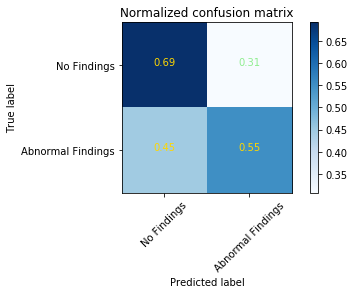 Normalized confusion matrix
True label
No Findings
Abnormal Findings
0.69
0.31
0.45
0.55
No Findings
Abnormal Findings
Predicted label
0.65
0.60
0.55
0.50
0.45
0.40
0.35